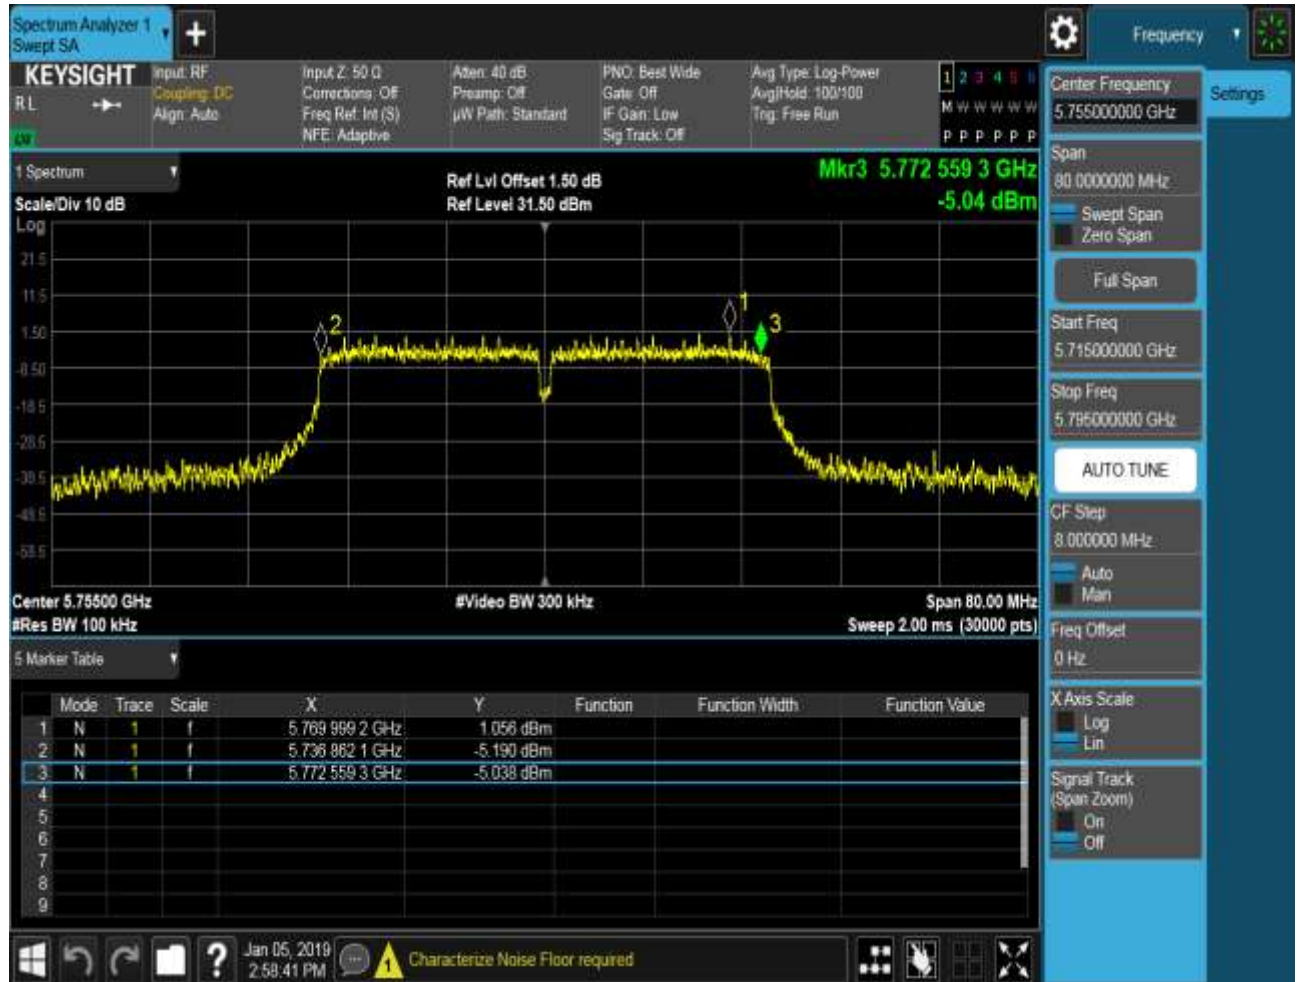 Spectrum Analyzer 1
Swept SA
Frequency
KEYSIGHT
R L
Input: RF
Coupling: DC
Align: Auto
Input Z: 50 Ω
Corrections: Off
Freq Ref: Int (S)
NFE: Adaptive
Atten: 40 dB
Preamp: Off
µW Path: Standard
PNO: Best Wide
Gate: Off
IF Gain: Low
Sig Track: Off
Avg Type: Log-Power
Avg|Hold: 100/100
Trig: Free Run
1 2 3 4 5 6
M W W W W W
P P P P P P
1 Spectrum
Scale/Div 10 dB
Ref Lvl Offset 1.50 dB
Ref Level 31.50 dBm
Mkr3 5.772 559 3 GHz
-5.04 dBm
Log
21.5
11.5
1.50
-8.50
-18.5
-28.5
-38.5
-48.5
-58.5
1
2
3
Center 5.75500 GHz
#Video BW 300 kHz
Span 80.00 MHz
#Res BW 100 kHz
Sweep 2.00 ms (30000 pts)
5 Marker Table
Mode Trace Scale X Y Function Function Width Function Value
1 N 1 f 5.769 999 2 GHz 1.056 dBm
2 N 1 f 5.736 862 1 GHz -5.190 dBm
3 N 1 f 5.772 559 3 GHz -5.038 dBm
4
5
6
7
8
9
Center Frequency
5.755000000 GHz
Settings
Span
80.0000000 MHz
Swept Span
Zero Span
Full Span
Start Freq
5.715000000 GHz
Stop Freq
5.795000000 GHz
AUTO TUNE
CF Step
8.000000 MHz
Auto
Man
Freq Offset
0 Hz
X Axis Scale
Log
Lin
Signal Track
(Span Zoom)
On
Off
?
Jan 05, 2019
2:58:41 PM
Characterize Noise Floor required